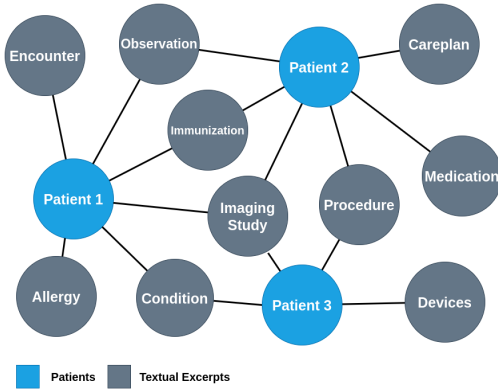 Encounter
Observation
Patient 2
Careplan
Immunization
Medication
Patient 1
Imaging
Study
Procedure
Allergy
Condition
Patient 3
Devices
Patients
Textual Excerpts